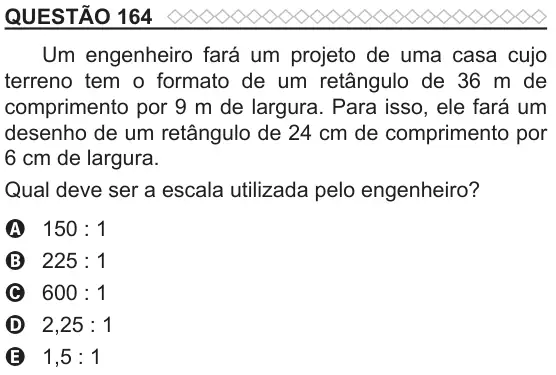 QUESTÃO 164
Um engenheiro fará um projeto de uma casa cujo
terreno tem o formato de um retângulo de 36 m de
comprimento por 9 m de largura. Para isso, ele fará um
desenho de um retângulo de 24 cm de comprimento por
6 cm de largura.
Qual deve ser a escala utilizada pelo engenheiro?
A 150 : 1
B 225 : 1
C 600 : 1
D 2,25 : 1
E 1,5 : 1